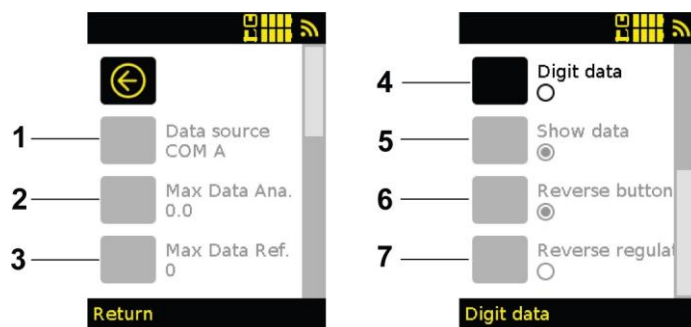 1
Data source
COM A
2
Max Data Ana.
0.0
3
Max Data Ref.
0
Return
4
Digit data
5
Show data
6
Reverse button
7
Reverse regulat
Digit data